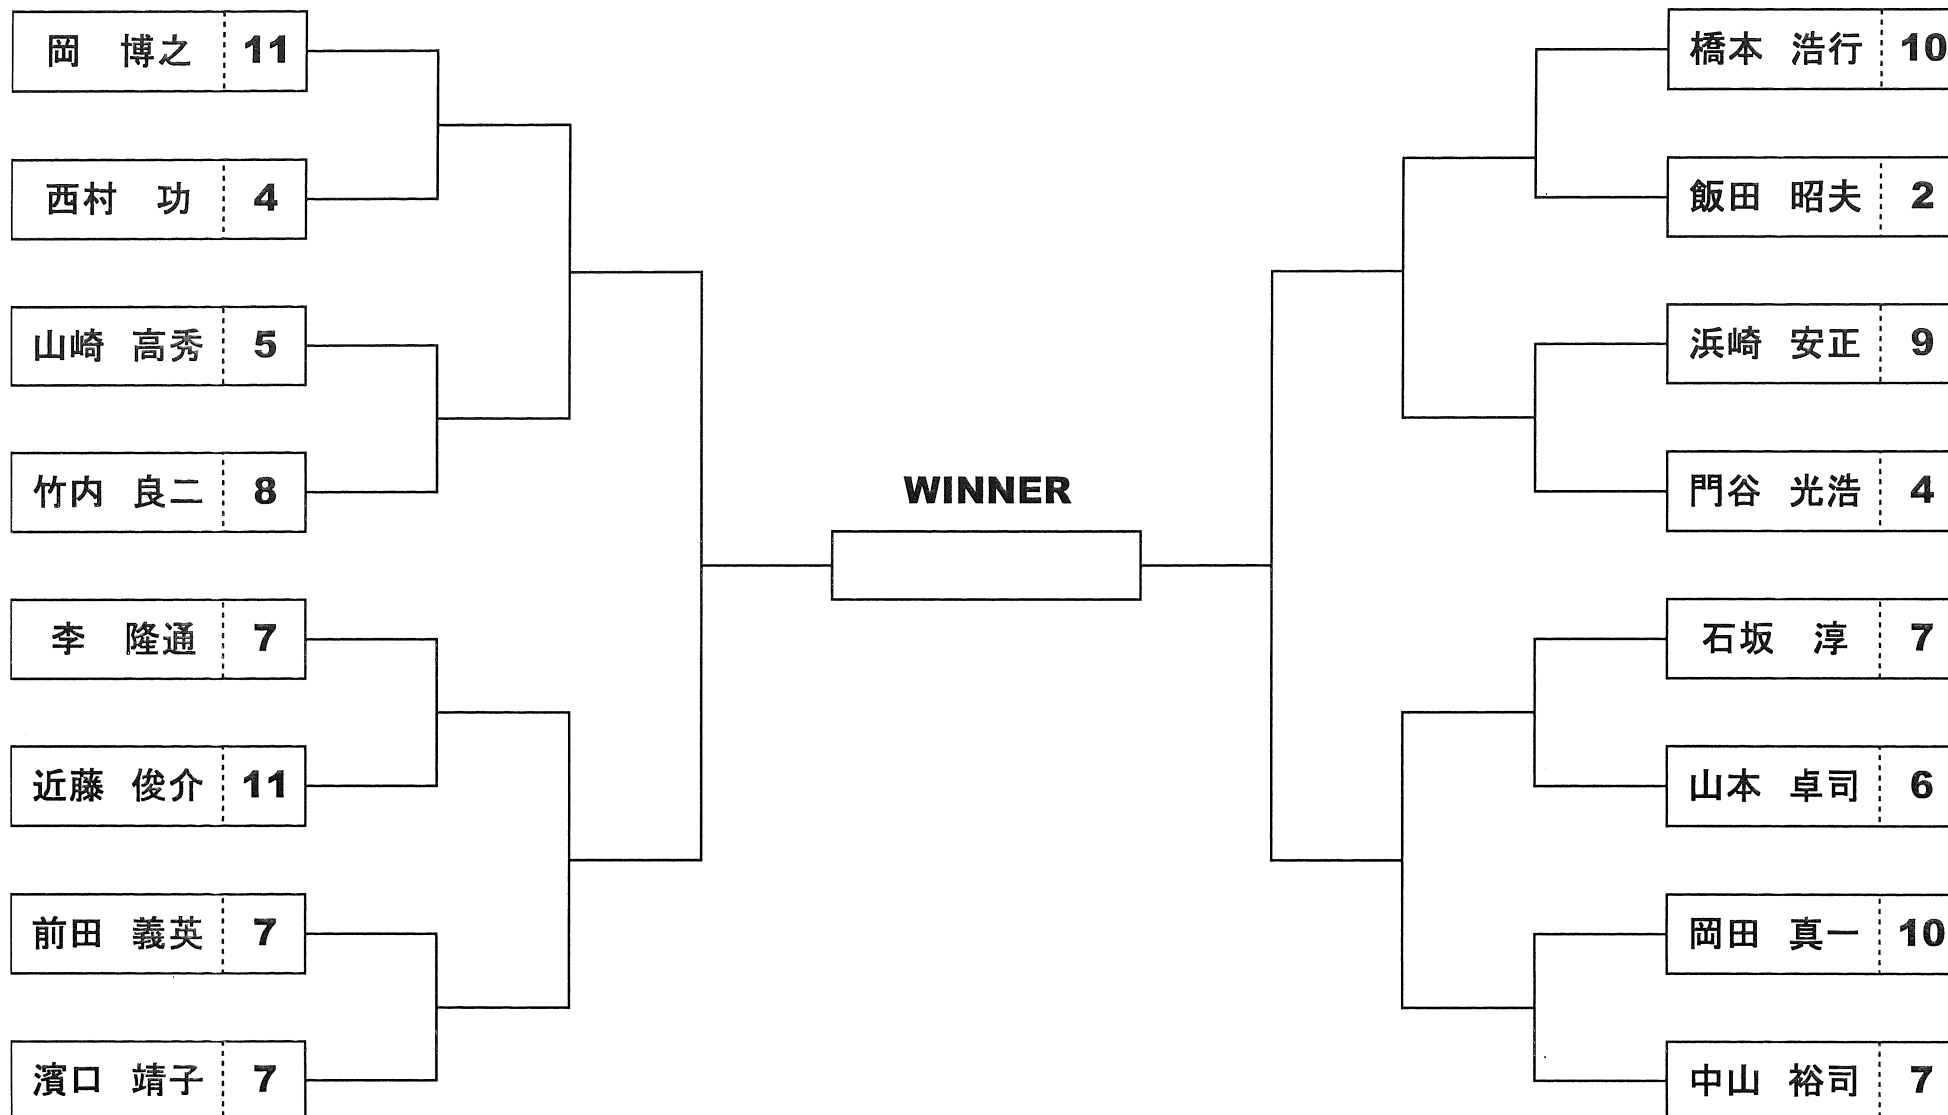 岡 博之 11
西村 功 4
山崎 高秀 5
竹内 良二 8
李 隆通 7
近藤 俊介 11
前田 義英 7
濱口 靖子 7
WINNER
橋本 浩行 10
飯田 昭夫 2
浜崎 安正 9
門谷 光浩 4
石坂 淳 7
山本 卓司 6
岡田 真一 10
中山 裕司 7